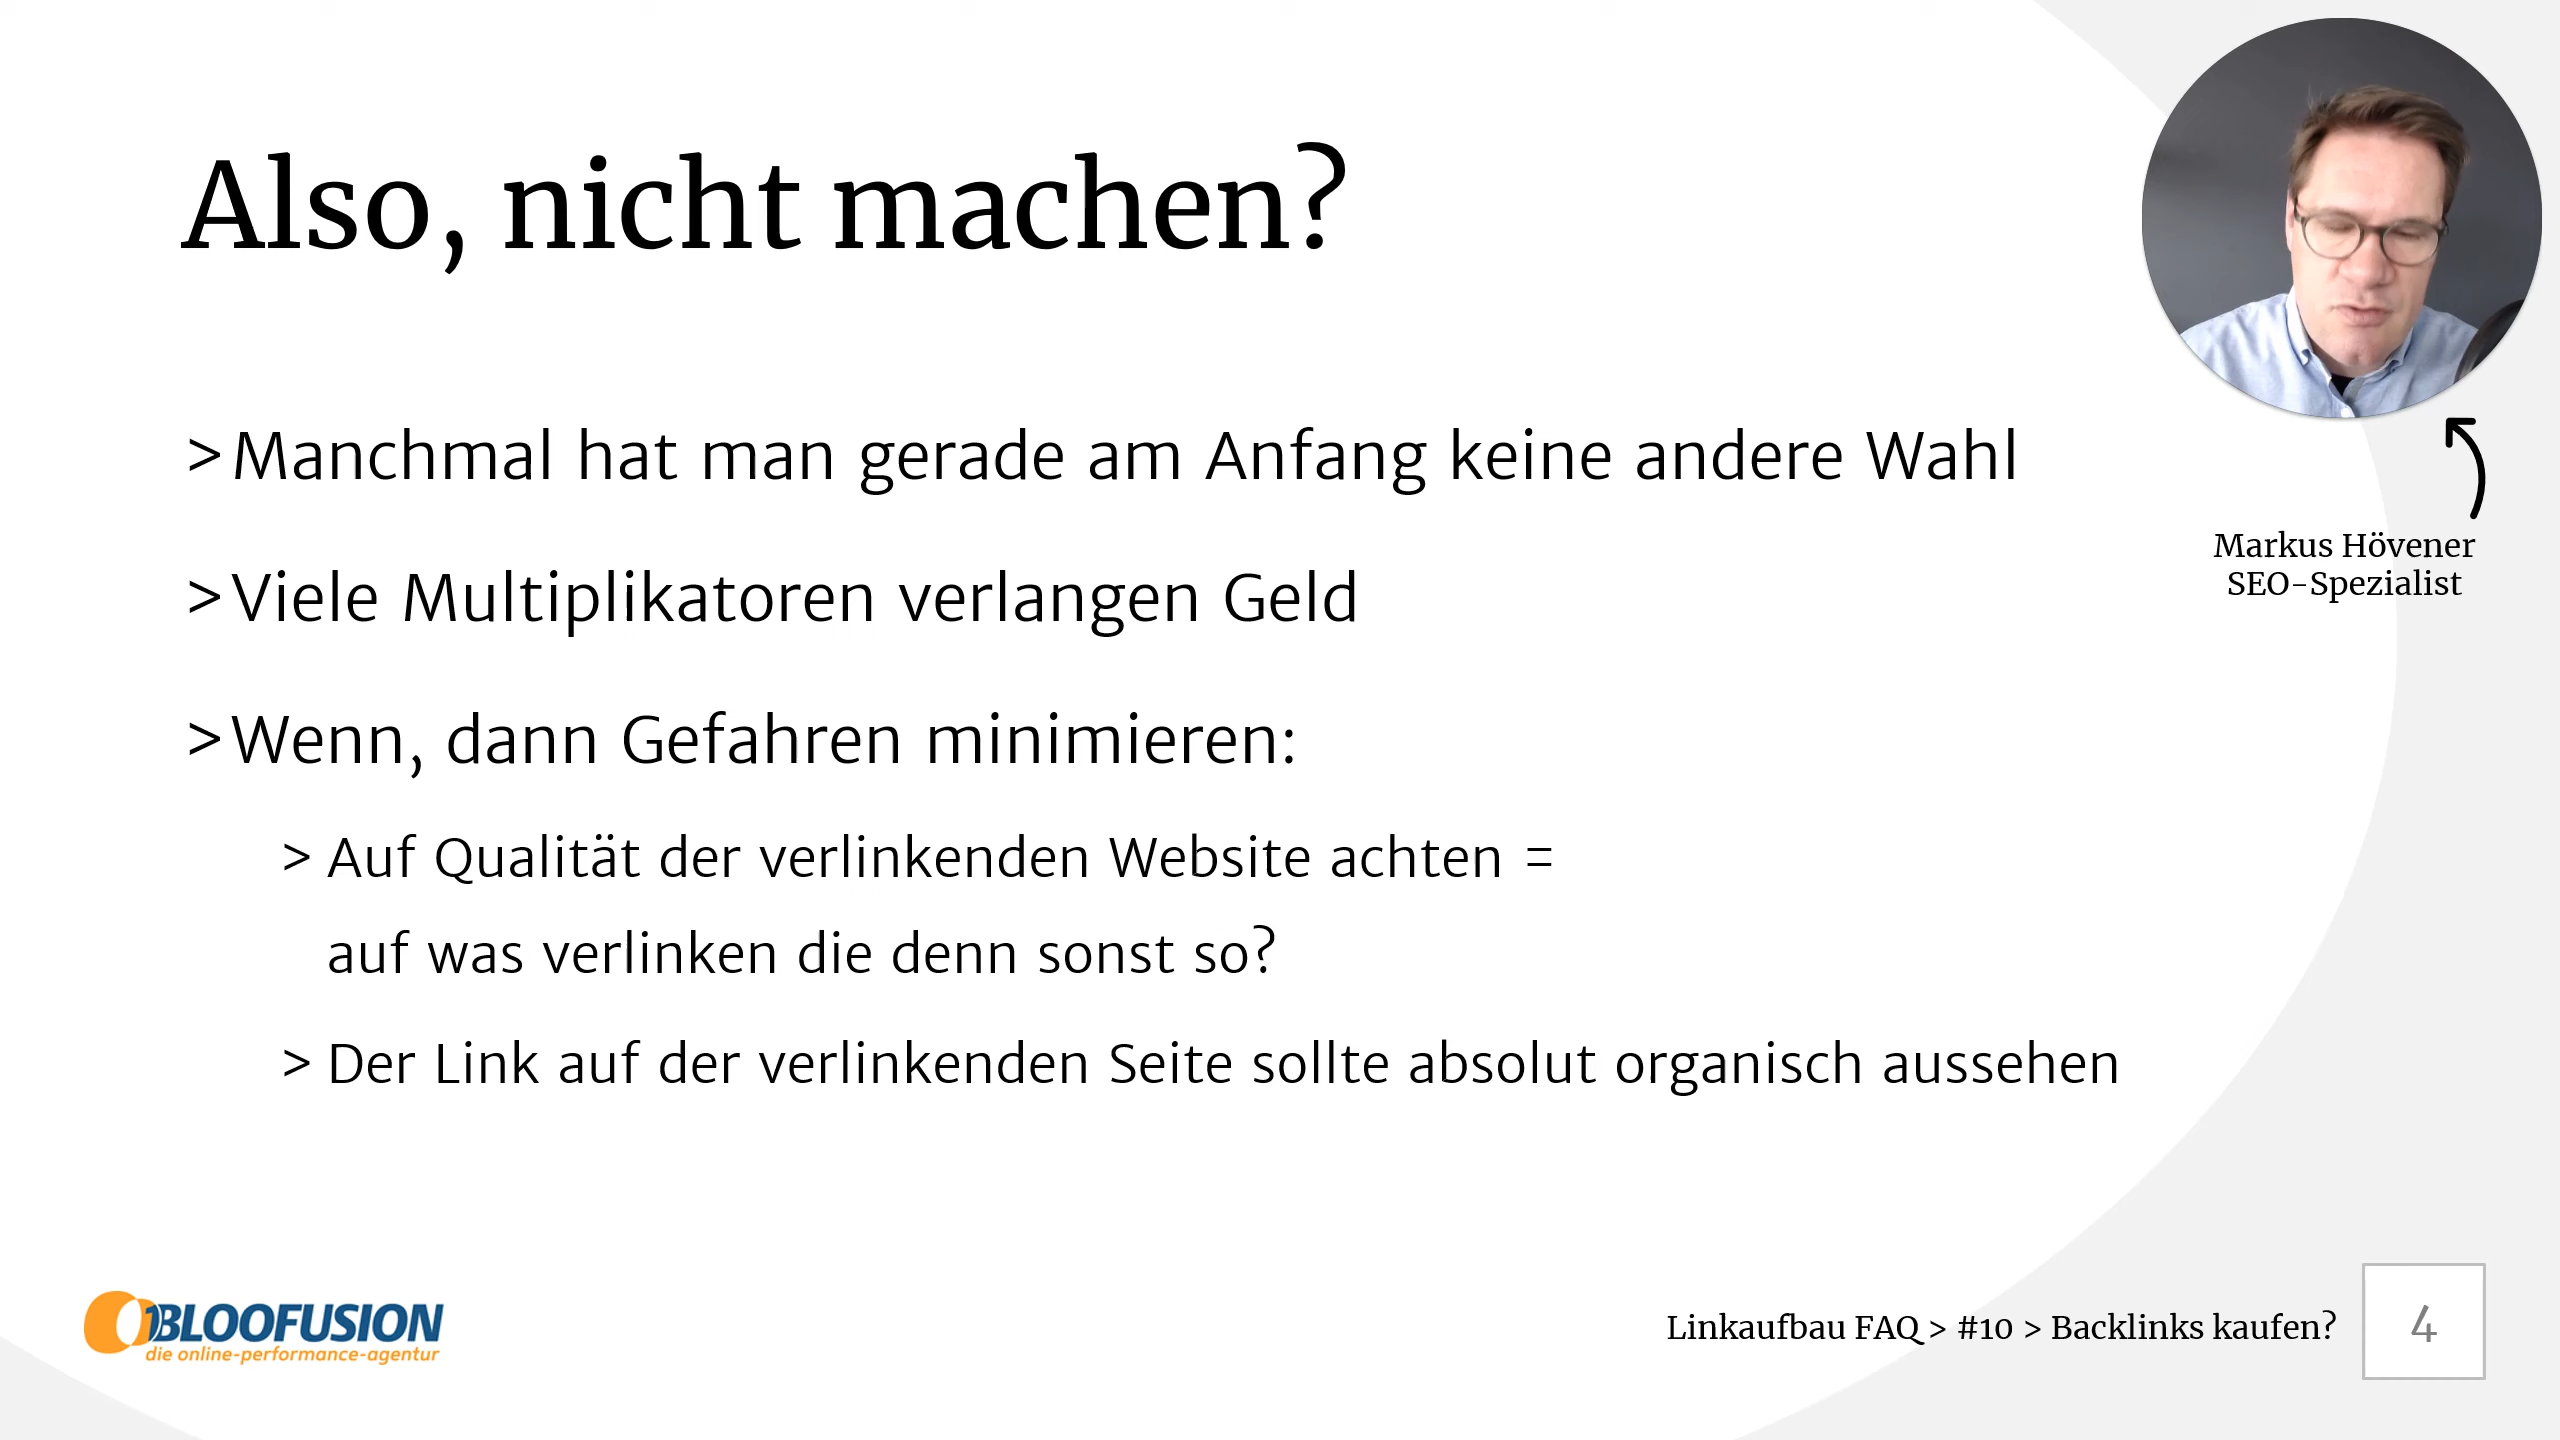 Also, nicht machen?
> Manchmal hat man gerade am Anfang keine andere Wahl
> Viele Multiplikatoren verlangen Geld
> Wenn, dann Gefahren minimieren:
> Auf Qualität der verlinkenden Website achten =
auf was verlinken die denn sonst so?
> Der Link auf der verlinkenden Seite sollte absolut organisch aussehen
Markus Hövener
SEO-Spezialist
BLOOFUSION
die online-performance-agentur
Linkaufbau FAQ > #10 > Backlinks kaufen?
4